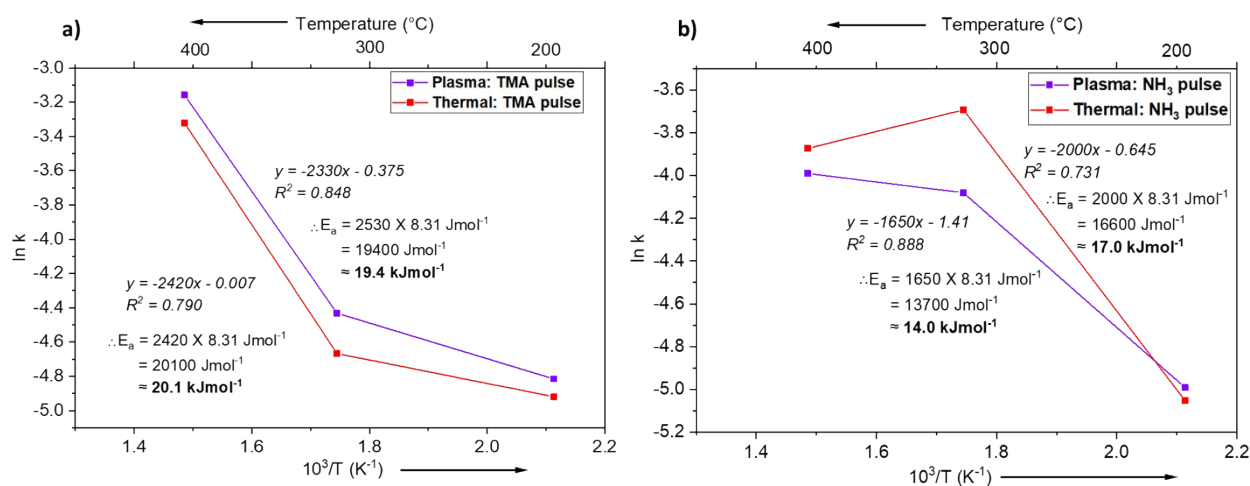 a)
Temperature (°C)
400 300 200
-3.0
-3.2
-3.4
-3.6
-3.8
-4.0
-4.2
-4.4
-4.6
-4.8
-5.0
ln k
Plasma: TMA pulse
Thermal: TMA pulse
y = -2330x - 0.375
R² = 0.848
∴Eₐ = 2530 X 8.31 Jmol⁻¹
= 19400 Jmol⁻¹
≈ 19.4 kJmol⁻¹
y = -2420x - 0.007
R² = 0.790
∴Eₐ = 2420 X 8.31 Jmol⁻¹
= 20100 Jmol⁻¹
≈ 20.1 kJmol⁻¹
1.4 1.6 1.8 2.0 2.2
10³/T (K⁻¹)
b)
Temperature (°C)
400 300 200
-3.6
-3.8
-4.0
-4.2
-4.4
-4.6
-4.8
-5.0
-5.2
ln k
Plasma: NH₃ pulse
Thermal: NH₃ pulse
y = -2000x - 0.645
R² = 0.731
∴Eₐ = 2000 X 8.31 Jmol⁻¹
= 16600 Jmol⁻¹
≈ 17.0 kJmol⁻¹
y = -1650x - 1.41
R² = 0.888
∴Eₐ = 1650 X 8.31 Jmol⁻¹
= 13700 Jmol⁻¹
≈ 14.0 kJmol⁻¹
1.4 1.6 1.8 2.0 2.2
10³/T (K⁻¹)